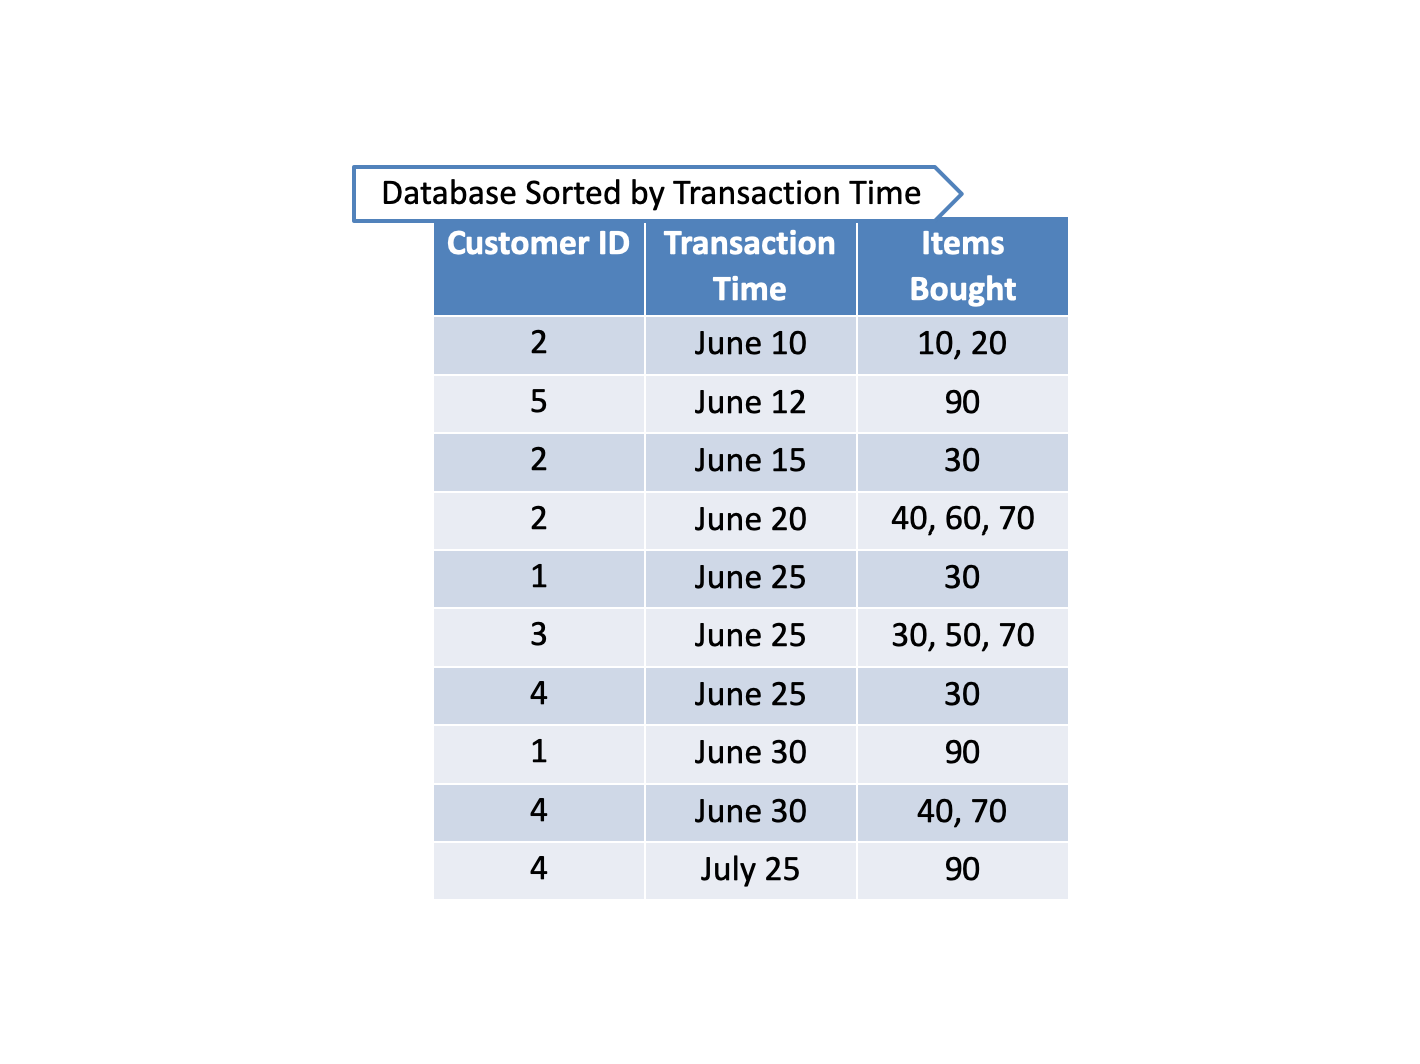 Database Sorted by Transaction Time
Customer ID Transaction Time Items Bought
2 June 10 10, 20
5 June 12 90
2 June 15 30
2 June 20 40, 60, 70
1 June 25 30
3 June 25 30, 50, 70
4 June 25 30
1 June 30 90
4 June 30 40, 70
4 July 25 90